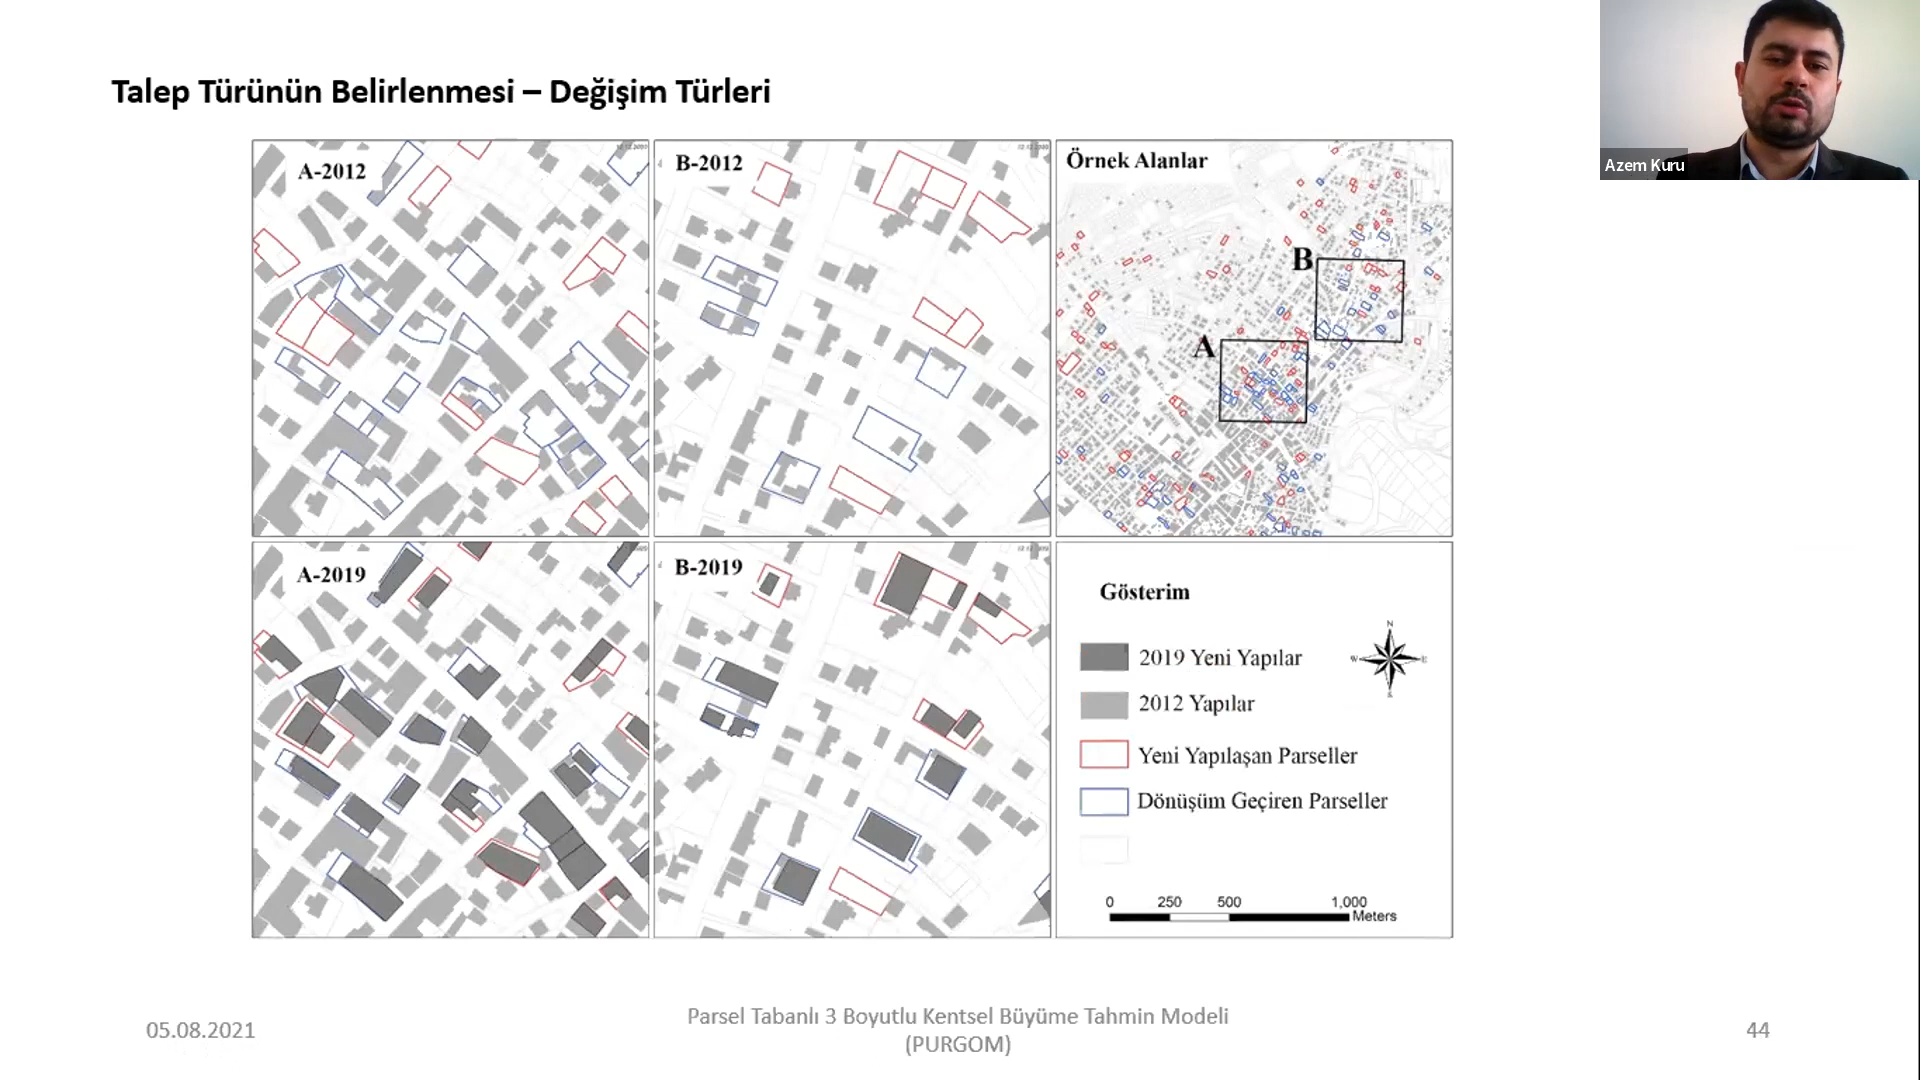 Talep Türünün Belirlenmesi – Değişim Türleri
Azem Kuru
A-2012
B-2012
Örnek Alanlar
B
A
A-2019
B-2019
Gösterim
N
W
E
S
2019 Yeni Yapılar
2012 Yapılar
Yeni Yapılaşan Parseller
Dönüşüm Geçiren Parseller
0 250 500 1,000
Meters
05.08.2021
Parsel Tabanlı 3 Boyutlu Kentsel Büyüme Tahmin Modeli
(PURGOM)
44